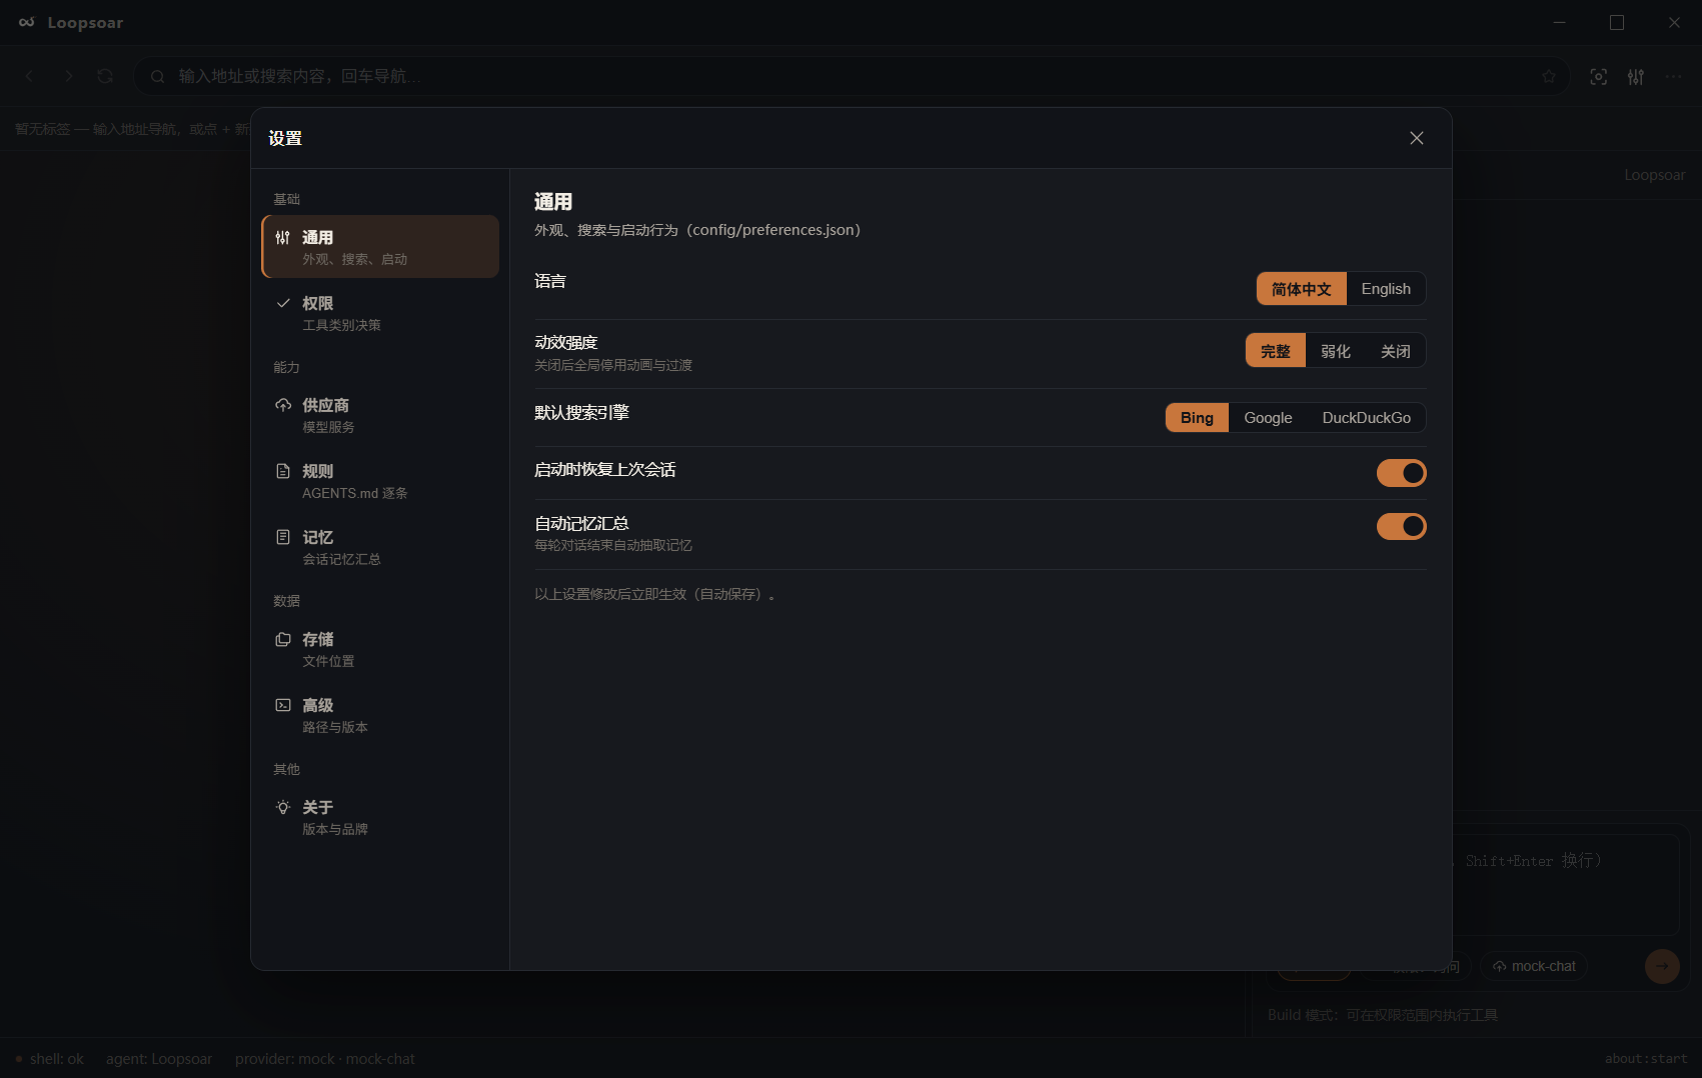 Loopsoar
输入地址或搜索内容，回车导航...
暂无标签 — 输入地址导航，或点 + 新
Loopsoar
设置
基础
通用
外观、搜索、启动
权限
工具类别决策
能力
供应商
模型服务
规则
AGENTS.md 逐条
记忆
会话记忆汇总
数据
存储
文件位置
高级
路径与版本
其他
关于
版本与品牌
通用
外观、搜索与启动行为（config/preferences.json）
语言
简体中文 English
动效强度
关闭后全局停用动画与过渡
完整 弱化 关闭
默认搜索引擎
Bing Google DuckDuckGo
启动时恢复上次会话
自动记忆汇总
每轮对话结束自动抽取记忆
以上设置修改后立即生效（自动保存）。
Shift+Enter 换行）
mock-chat
Build 模式：可在权限范围内执行工具
shell: ok agent: Loopsoar provider: mock · mock-chat
about:start